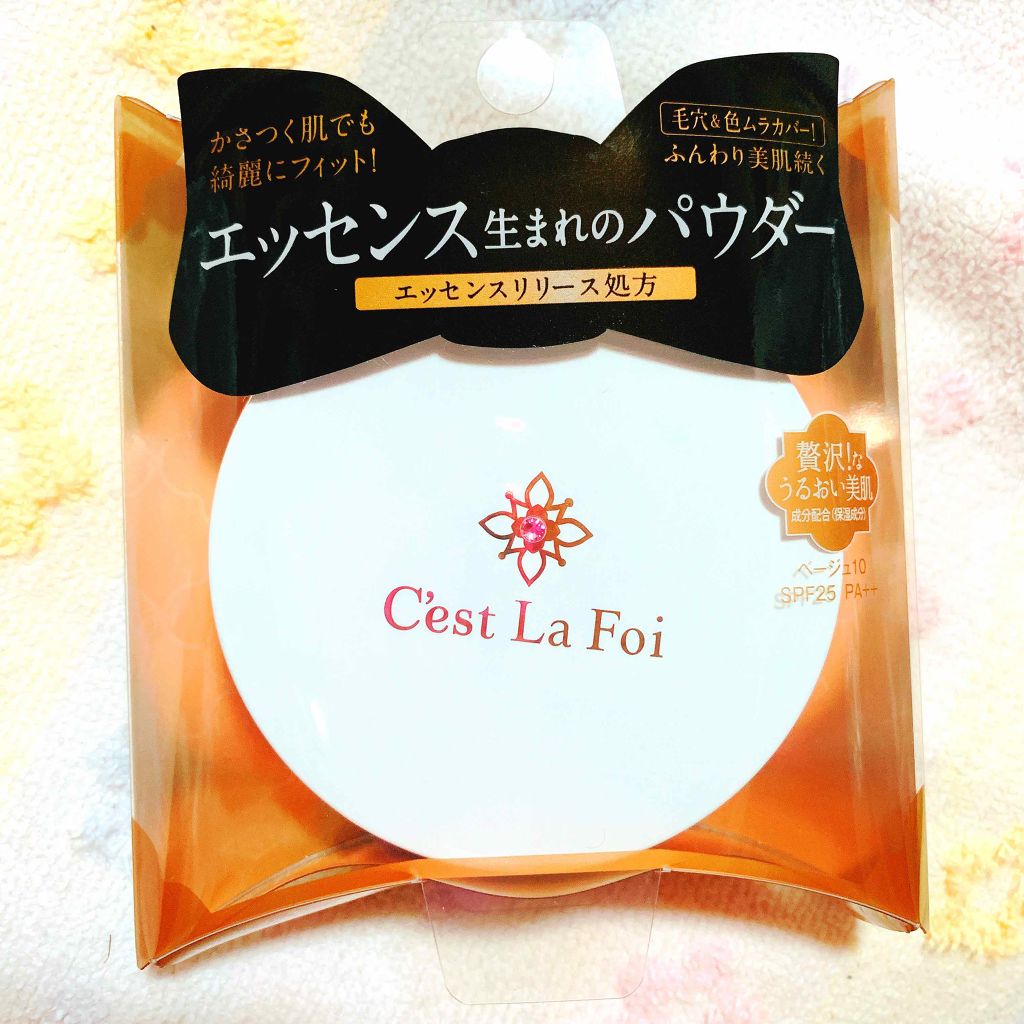 かさつく肌でも
綺麗にフィット!
毛穴&色ムラカバー!
ふんわり美肌続く
エッセンス生まれのパウダー
エッセンスリリース処方
贅沢!な
うるおい美肌
成分配合(保湿成分)
ベージュ10
SPF25 PA++
C'est La Foi